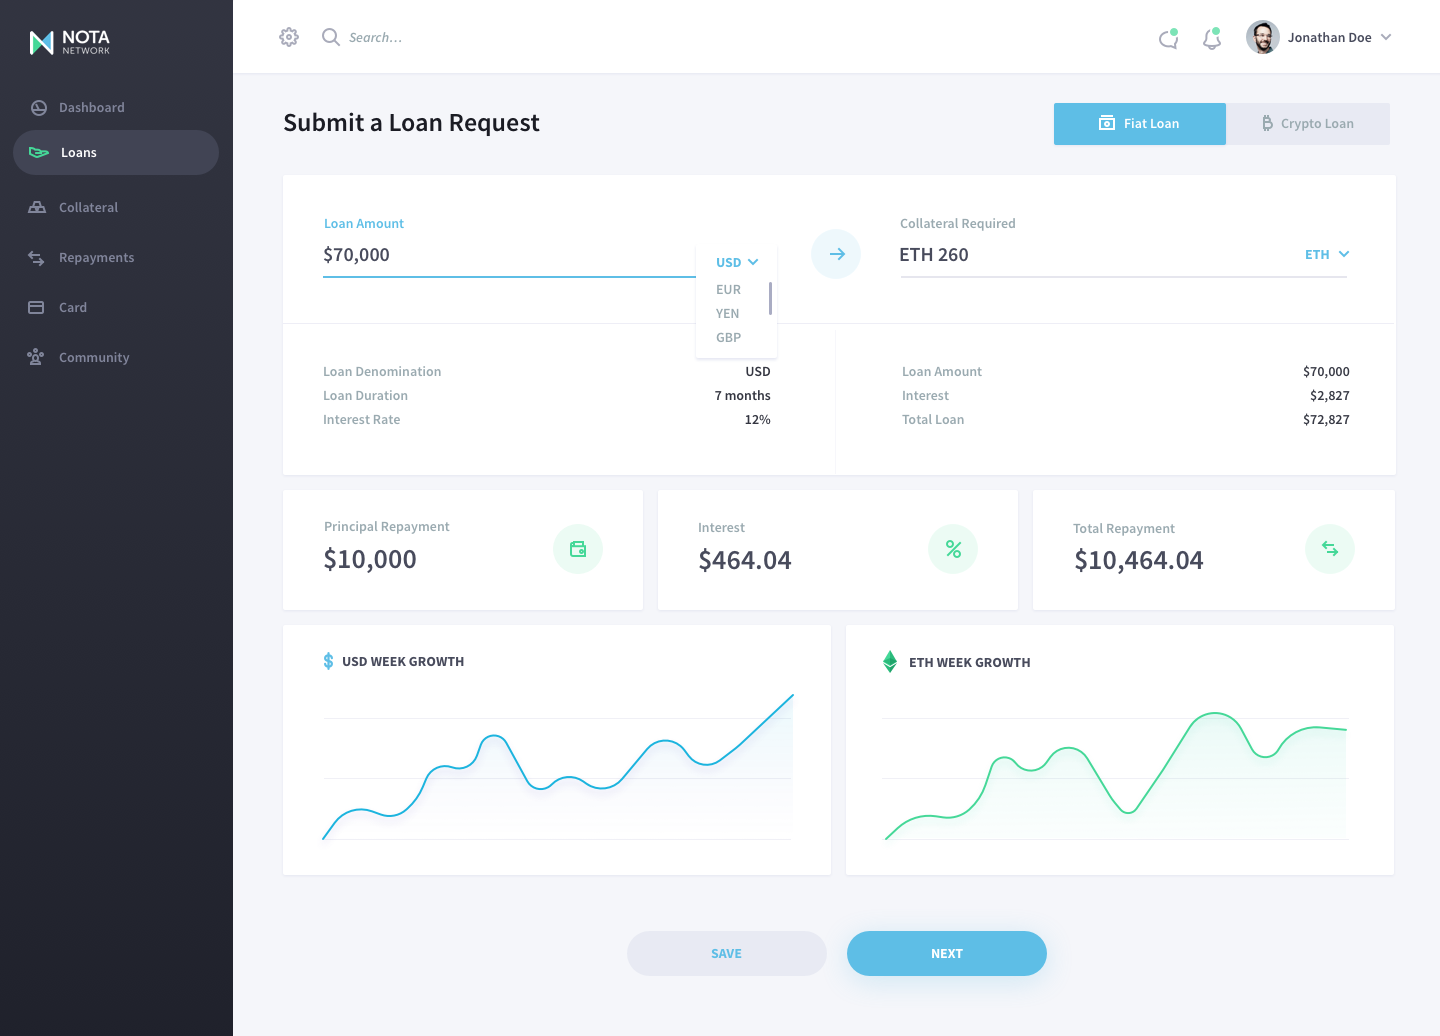 NOTA
NETWORK
Search...
Jonathan Doe
Dashboard
Loans
Collateral
Repayments
Card
Community
Submit a Loan Request
Fiat Loan
Crypto Loan
Loan Amount
$70,000
USD
EUR
YEN
GBP
Collateral Required
ETH 260
ETH
Loan Denomination USD
Loan Duration 7 months
Interest Rate 12%
Loan Amount $70,000
Interest $2,827
Total Loan $72,827
Principal Repayment
$10,000
Interest
$464.04
Total Repayment
$10,464.04
$ USD WEEK GROWTH
ETH WEEK GROWTH
SAVE
NEXT